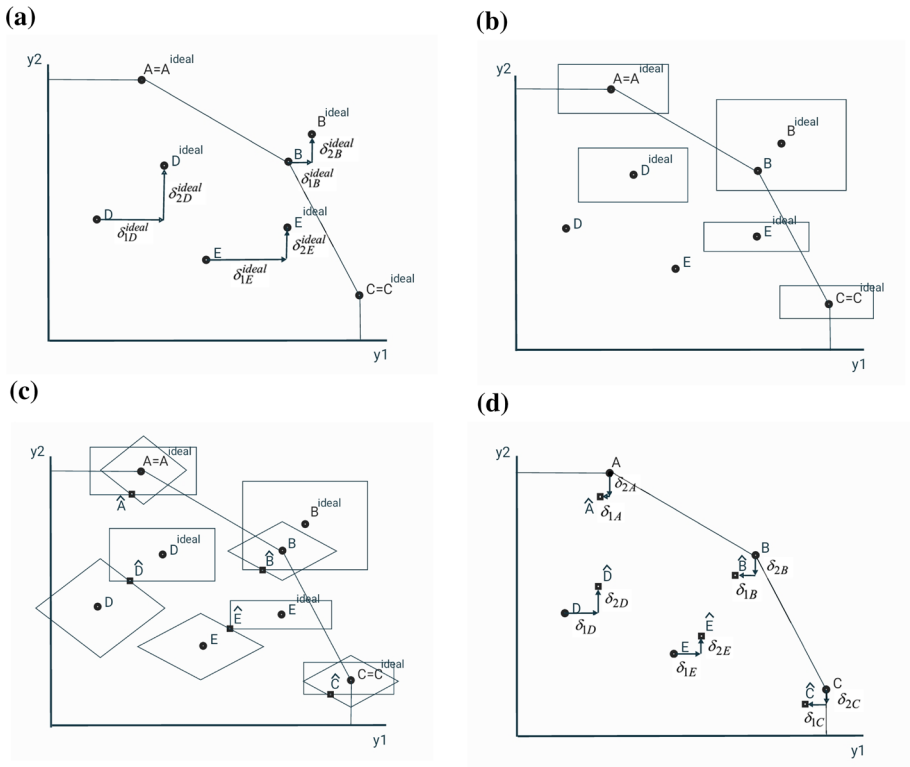 (a)
y2
A=A^ideal
B^ideal
B
δ_2B^ideal
δ_1B^ideal
D^ideal
δ_2D^ideal
D
δ_1D^ideal
E^ideal
δ_2E^ideal
E
δ_1E^ideal
C=C^ideal
y1
(b)
y2
A=A^ideal
B^ideal
B
D^ideal
D
E^ideal
E
C=C^ideal
y1
(c)
y2
A=A^ideal
Â
B^ideal
B
B̂
D^ideal
D̂
D
Ê
E^ideal
E
C=C^ideal
Ĉ
y1
(d)
y2
A
δ_2A
Â
δ_1A
B
B̂
δ_2B
δ_1B
D̂
D
δ_2D
δ_1D
Ê
E
δ_2E
δ_1E
C
Ĉ
δ_2C
δ_1C
y1